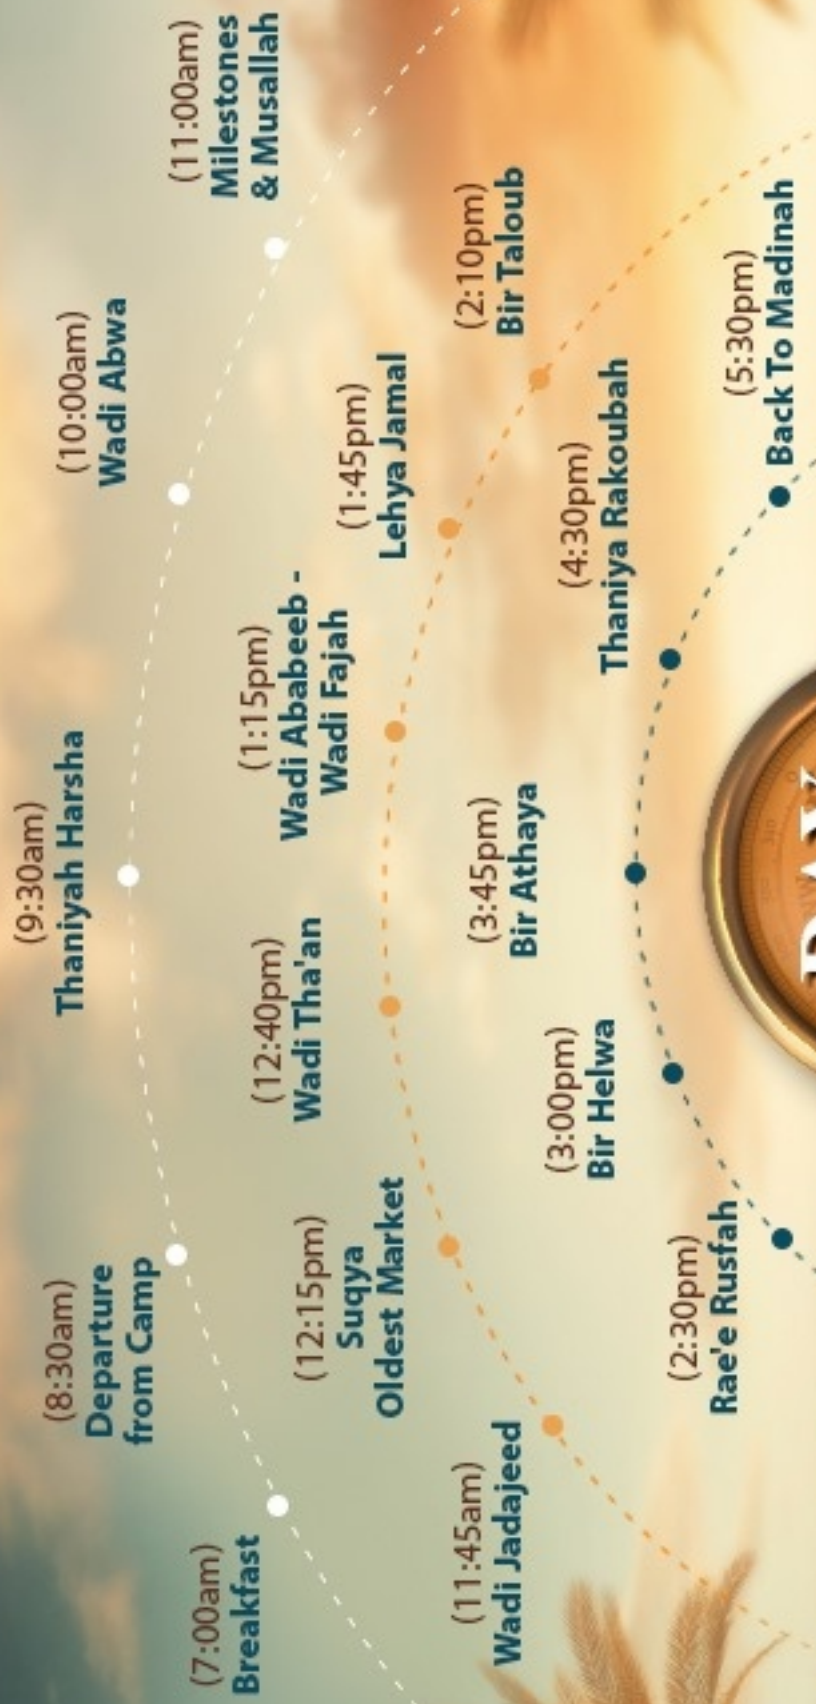 (7:00am)
Breakfast
(8:30am)
Departure
from Camp
(9:30am)
Thaniyah Harsha
(10:00am)
Wadi Abwa
(11:00am)
Milestones
& Musallah
(11:45am)
Wadi Jadajeed
(12:15pm)
Suqya
Oldest Market
(12:40pm)
Wadi Tha'an
(1:15pm)
Wadi Ababeeb -
Wadi Fajah
(1:45pm)
Lehya Jamal
(2:10pm)
Bir Taloub
(2:30pm)
Rae'e Rusfah
(3:00pm)
Bir Helwa
(3:45pm)
Bir Athaya
(4:30pm)
Thaniya Rakoubah
(5:30pm)
Back To Madinah